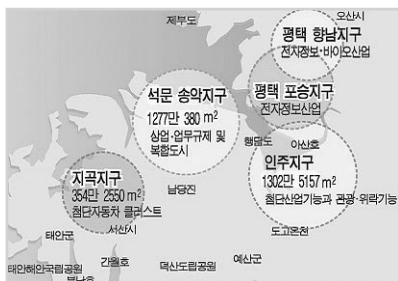 제부도
오산시
평택 향남지구
전자정보·바이오산업
석문 송악지구
1277만 380㎡
상업·업무규제 및
복합도시
평택 포승지구
전자정보산업
행담도
아산호
인주지구
1302만 5157㎡
첨단산업기능과 관광·위락기능
지곡지구
354만 2550㎡
첨단자동차 클러스트
남당진
서산시
도고온천
태안군
태안해안국립공원
간월호
덕산도립공원
예산군